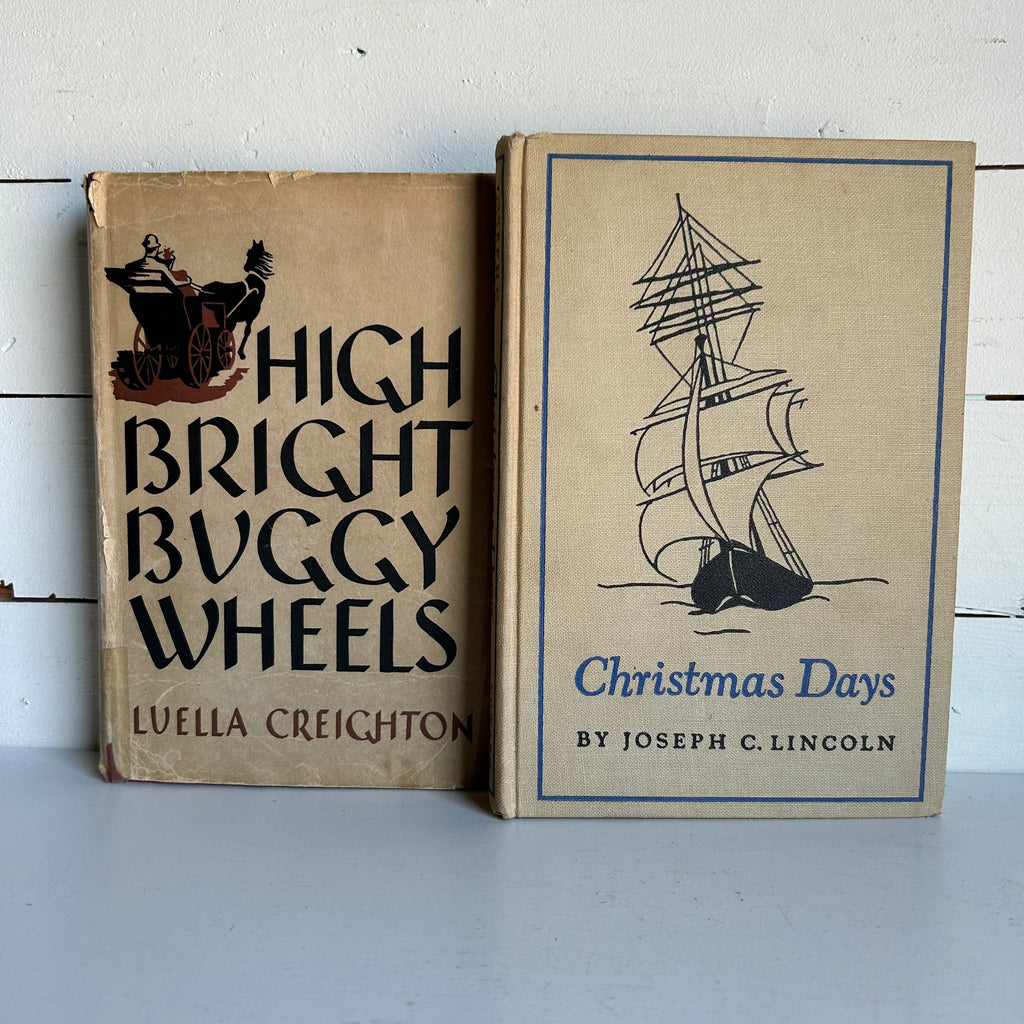 HIGH
BRIGHT
BUGGY
WHEELS
LUELLA CREIGHTON
Christmas Days
BY JOSEPH C. LINCOLN